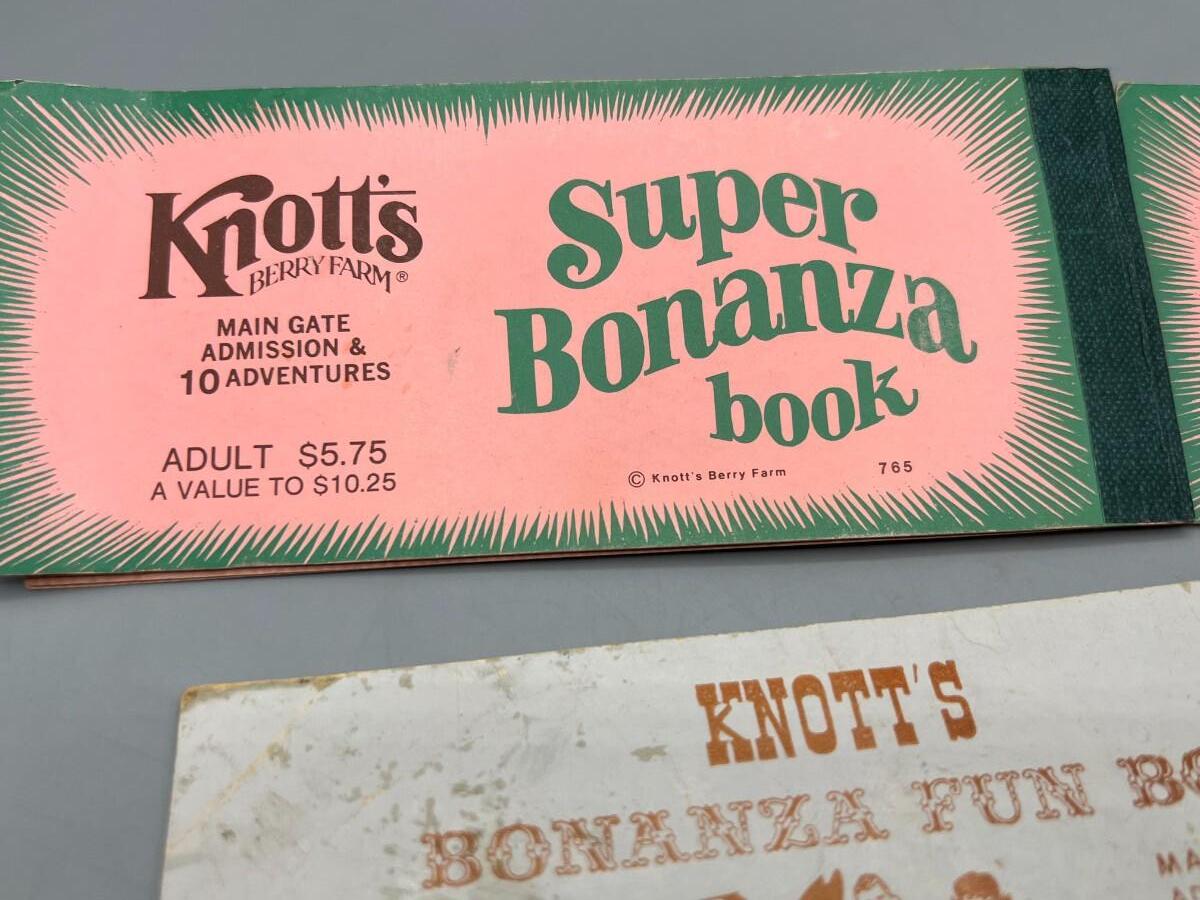 Knott's
BERRY FARM®
MAIN GATE
ADMISSION &
10 ADVENTURES
ADULT $5.75
A VALUE TO $10.25
Super
Bonanza
book
© Knott's Berry Farm 765
KNOTT'S
BONANZA FUN